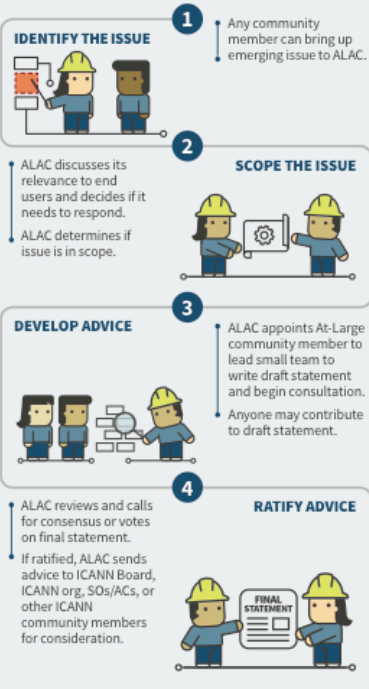 1
IDENTIFY THE ISSUE
Any community
member can bring up
emerging issue to ALAC.
2
SCOPE THE ISSUE
ALAC discusses its
relevance to end
users and decides if it
needs to respond.
ALAC determines if
issue is in scope.
3
DEVELOP ADVICE
ALAC appoints At-Large
community member to
lead small team to
write draft statement
and begin consultation.
Anyone may contribute
to draft statement.
4
RATIFY ADVICE
ALAC reviews and calls
for consensus or votes
on final statement.
If ratified, ALAC sends
advice to ICANN Board,
ICANN org, SOs/ACs, or
other ICANN
community members
for consideration.
FINAL
STATEMENT